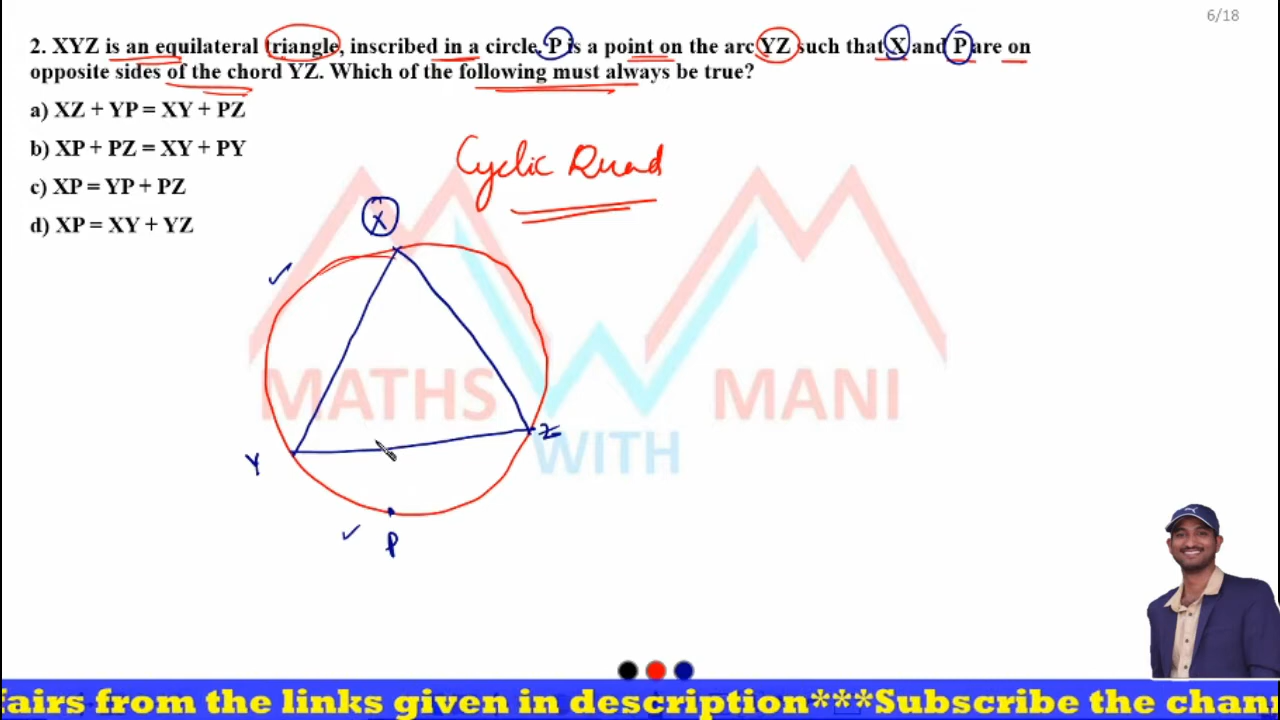 6/18
2. XYZ is an equilateral triangle, inscribed in a circle. P is a point on the arc YZ such that X and P are on
opposite sides of the chord YZ. Which of the following must always be true?
a) XZ + YP = XY + PZ
b) XP + PZ = XY + PY
c) XP = YP + PZ
d) XP = XY + YZ
Cyclic Quad
X
MATHS
MANI
WITH
Y
Z
P
fairs from the links given in description***Subscribe the chan